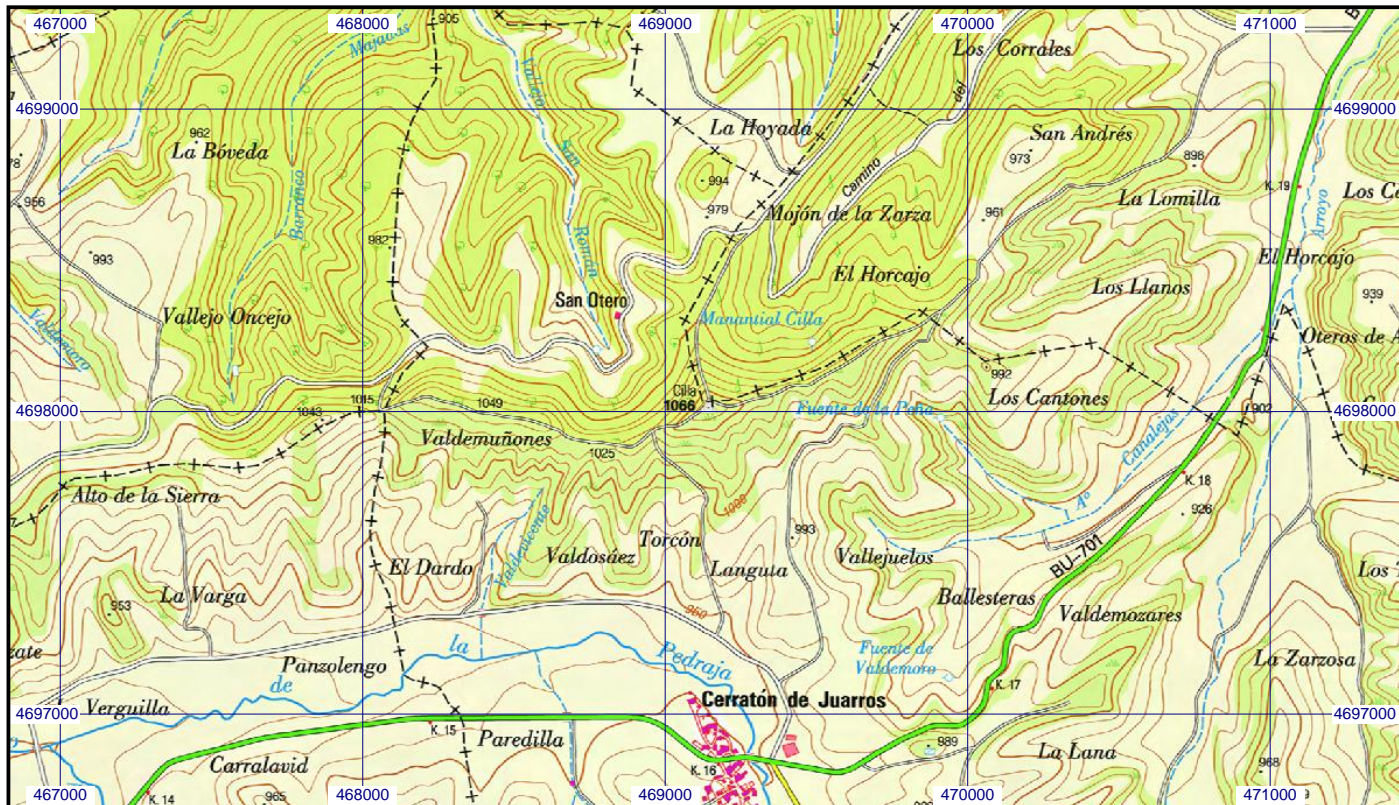 467000
468000
469000
470000
471000
905
Majadas
Los Corrales
4699000
4699000
Vallejo
del
La Hoyada
San Andrés
962
La Bóveda
973
898
San
994
Camino
K. 19
Arroyo
956
La Lomilla
979
Mojón de la Zarza
961
Barranco
982
Román
993
El Horcajo
El Horcajo
Los Llanos
939
San Otero
Vallejo Oncejo
Manantial Cilla
Valdemoro
Oteros de A
992
Cilla
1015
1049
1066
Los Cantones
902
4698000
1043
Fuente de la Peña
4698000
Valdemuñones
Canalejas
1025
K. 18
Alto de la Sierra
1000
Aº
926
993
Torcón
BU-701
Valdevicente
Valdosáez
Vallejuelos
El Dardo
Languta
Los
La Varga
Ballesteras
953
950
Valdemozares
la
Pedraja
Fuente de
Valdemoro
Panzolengo
La Zarzosa
de
K. 17
Verguilla
Cerratón de Juarros
4697000
4697000
K. 15
Paredilla
989
La Lana
Carralavid
K. 16
968
K. 14
965
467000
468000
469000
470000
471000